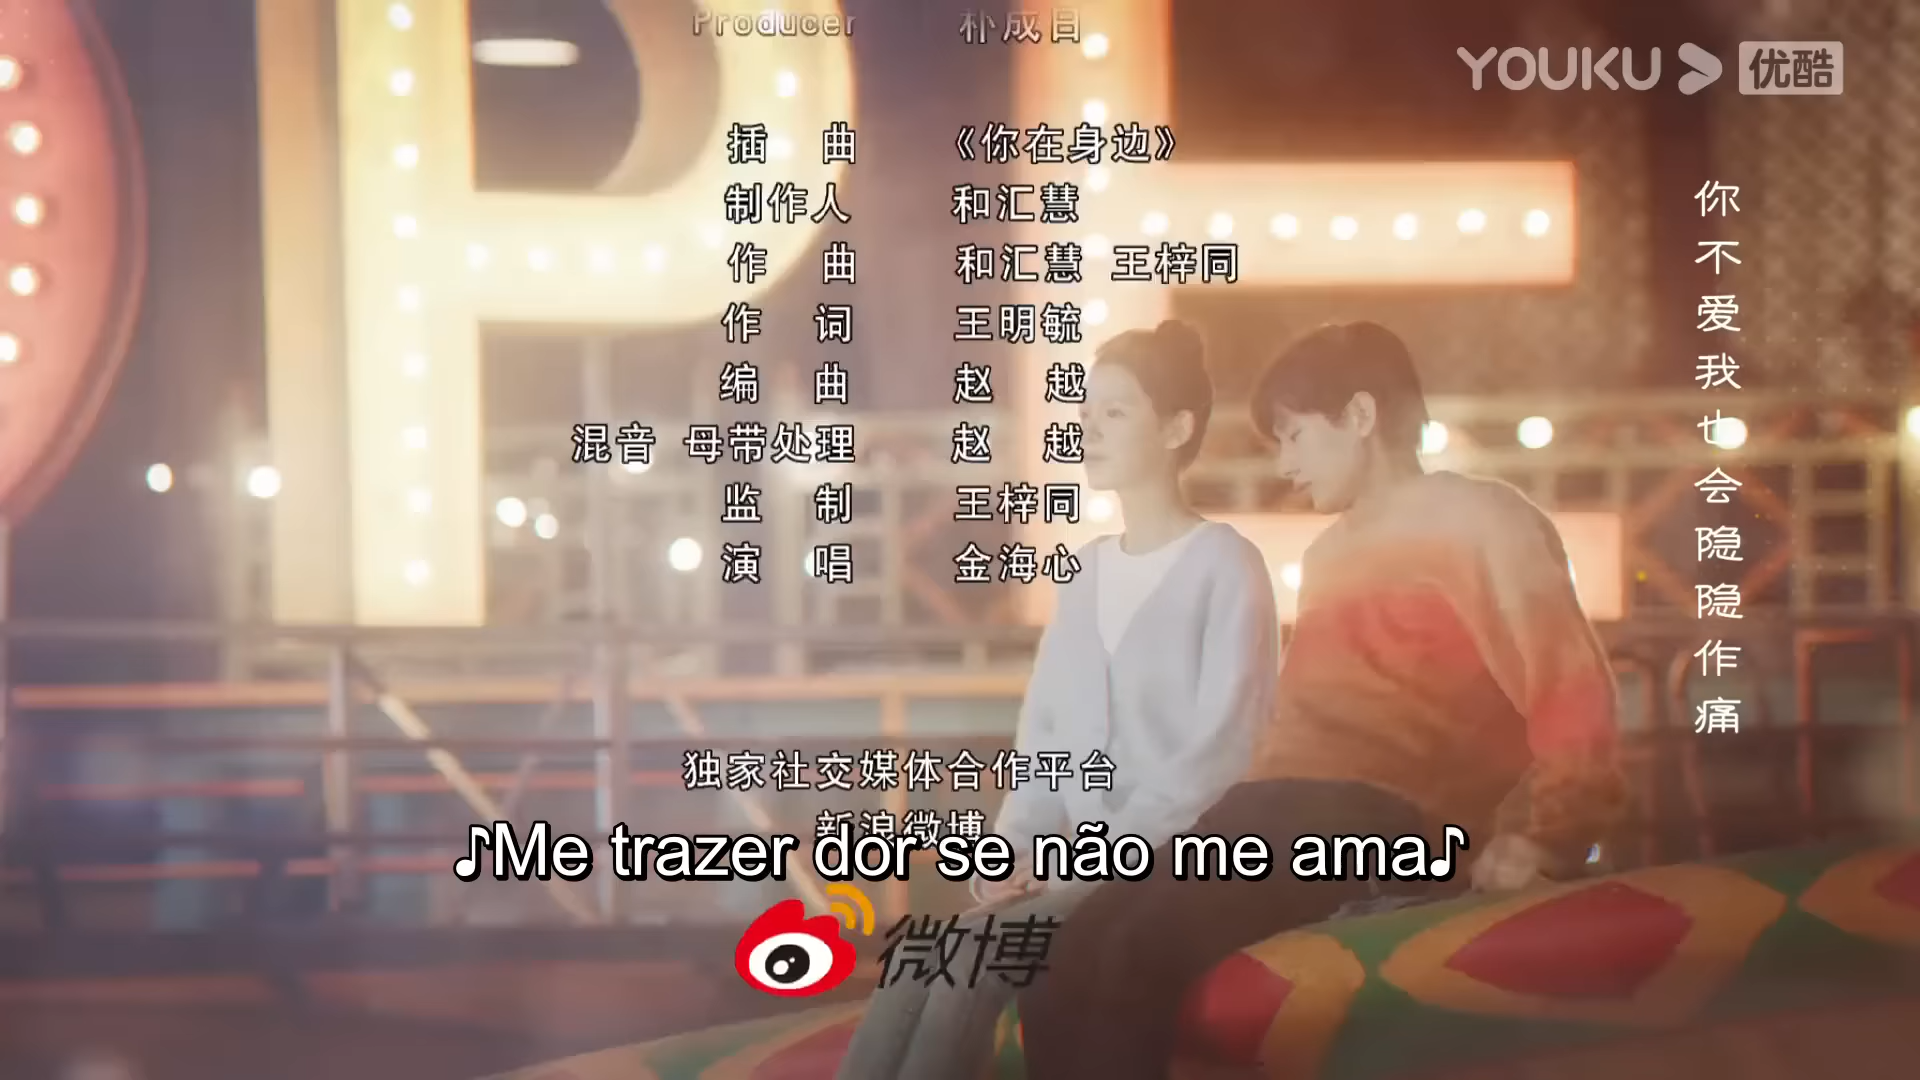 Producer 朴成日
YOUKU 优酷
插 曲 《你在身边》
制作人 和汇慧
作 曲 和汇慧 王梓同
作 词 王明毓
编 曲 赵 越
混音 母带处理 赵 越
监 制 王梓同
演 唱 金海心
你不爱我也会隐隐作痛
独家社交媒体合作平台
新浪微博
♪Me trazer dor se não me ama♪
微博